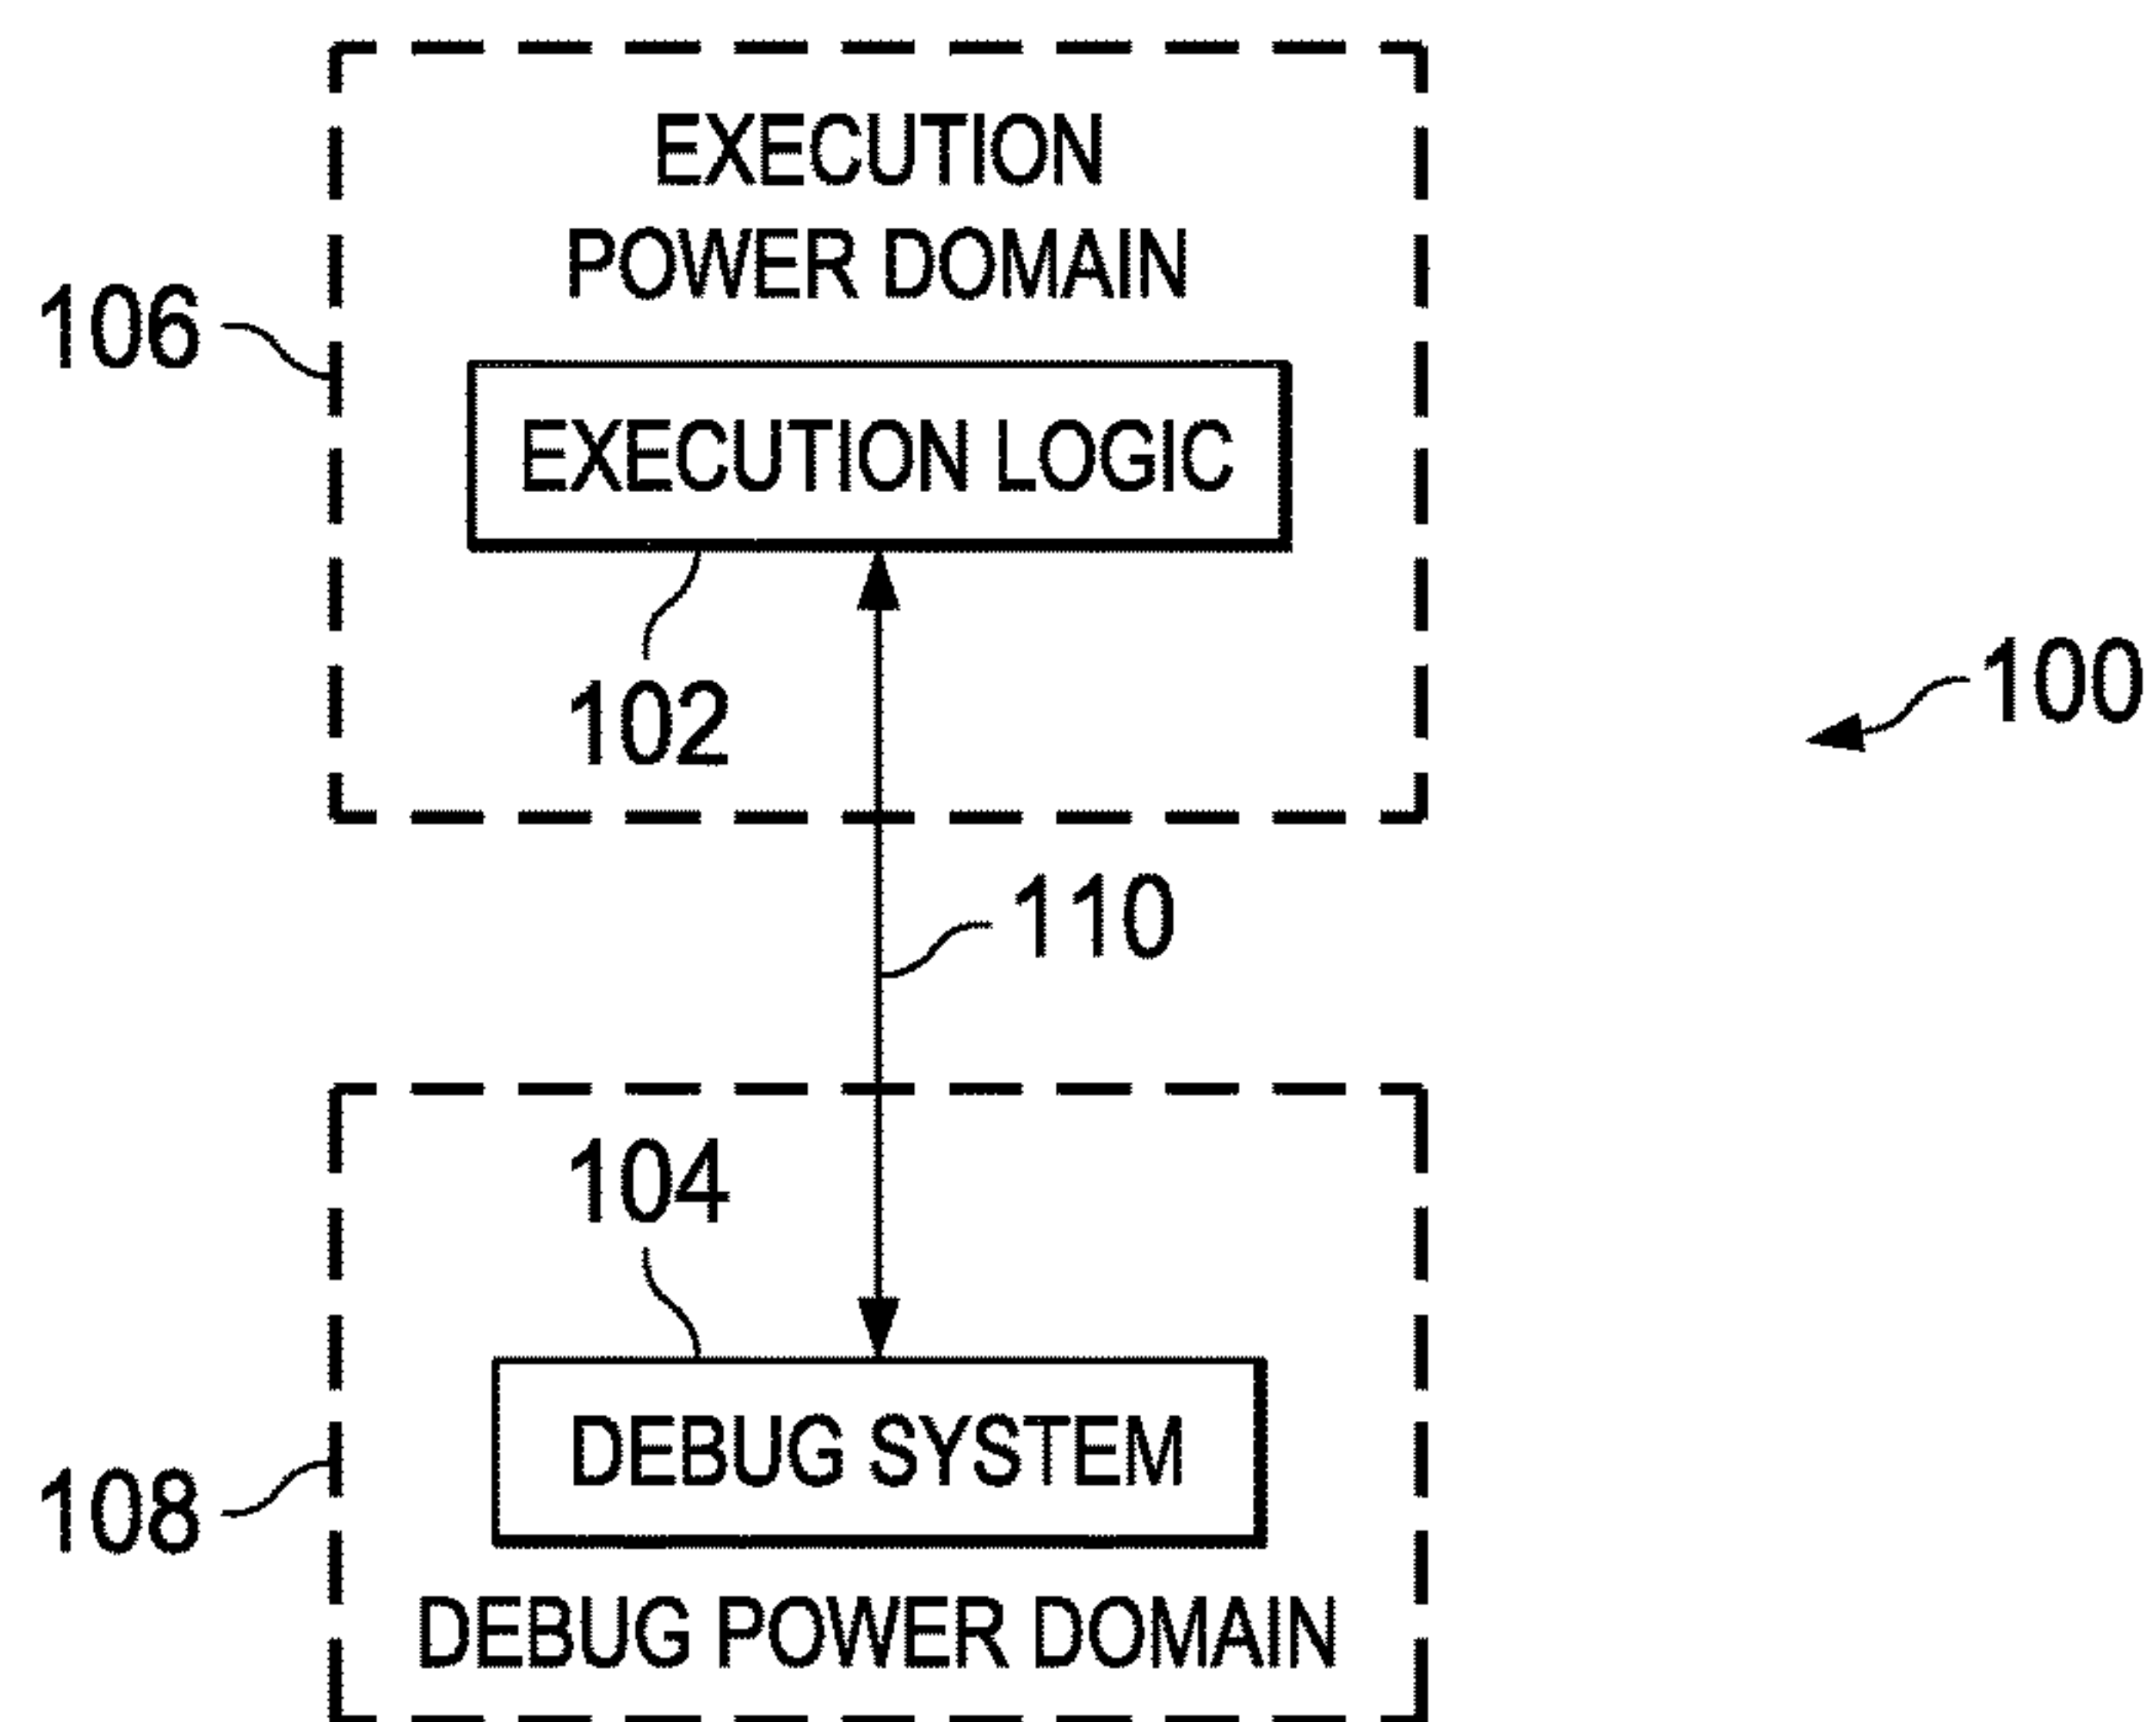 EXECUTION
POWER DOMAIN
106
EXECUTION LOGIC
102
100
110
104
DEBUG SYSTEM
108
DEBUG POWER DOMAIN